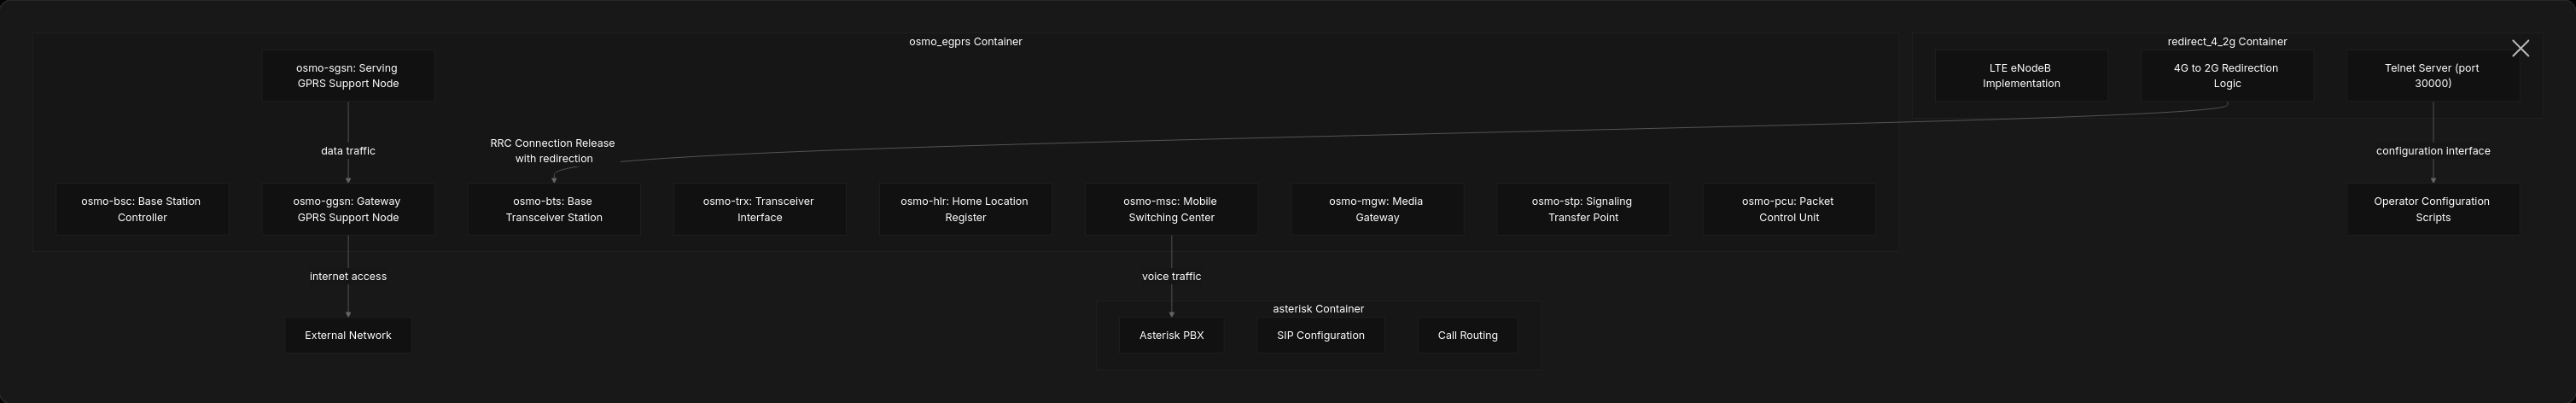 osmo_egprs Container
redirect_4_2g Container
osmo-sgsn: Serving
GPRS Support Node
LTE eNodeB
Implementation
4G to 2G Redirection
Logic
Telnet Server (port
30000)
data traffic
RRC Connection Release
with redirection
configuration interface
osmo-bsc: Base Station
Controller
osmo-ggsn: Gateway
GPRS Support Node
osmo-bts: Base
Transceiver Station
osmo-trx: Transceiver
Interface
osmo-hlr: Home Location
Register
osmo-msc: Mobile
Switching Center
osmo-mgw: Media
Gateway
osmo-stp: Signaling
Transfer Point
osmo-pcu: Packet
Control Unit
Operator Configuration
Scripts
internet access
voice traffic
asterisk Container
External Network
Asterisk PBX
SIP Configuration
Call Routing